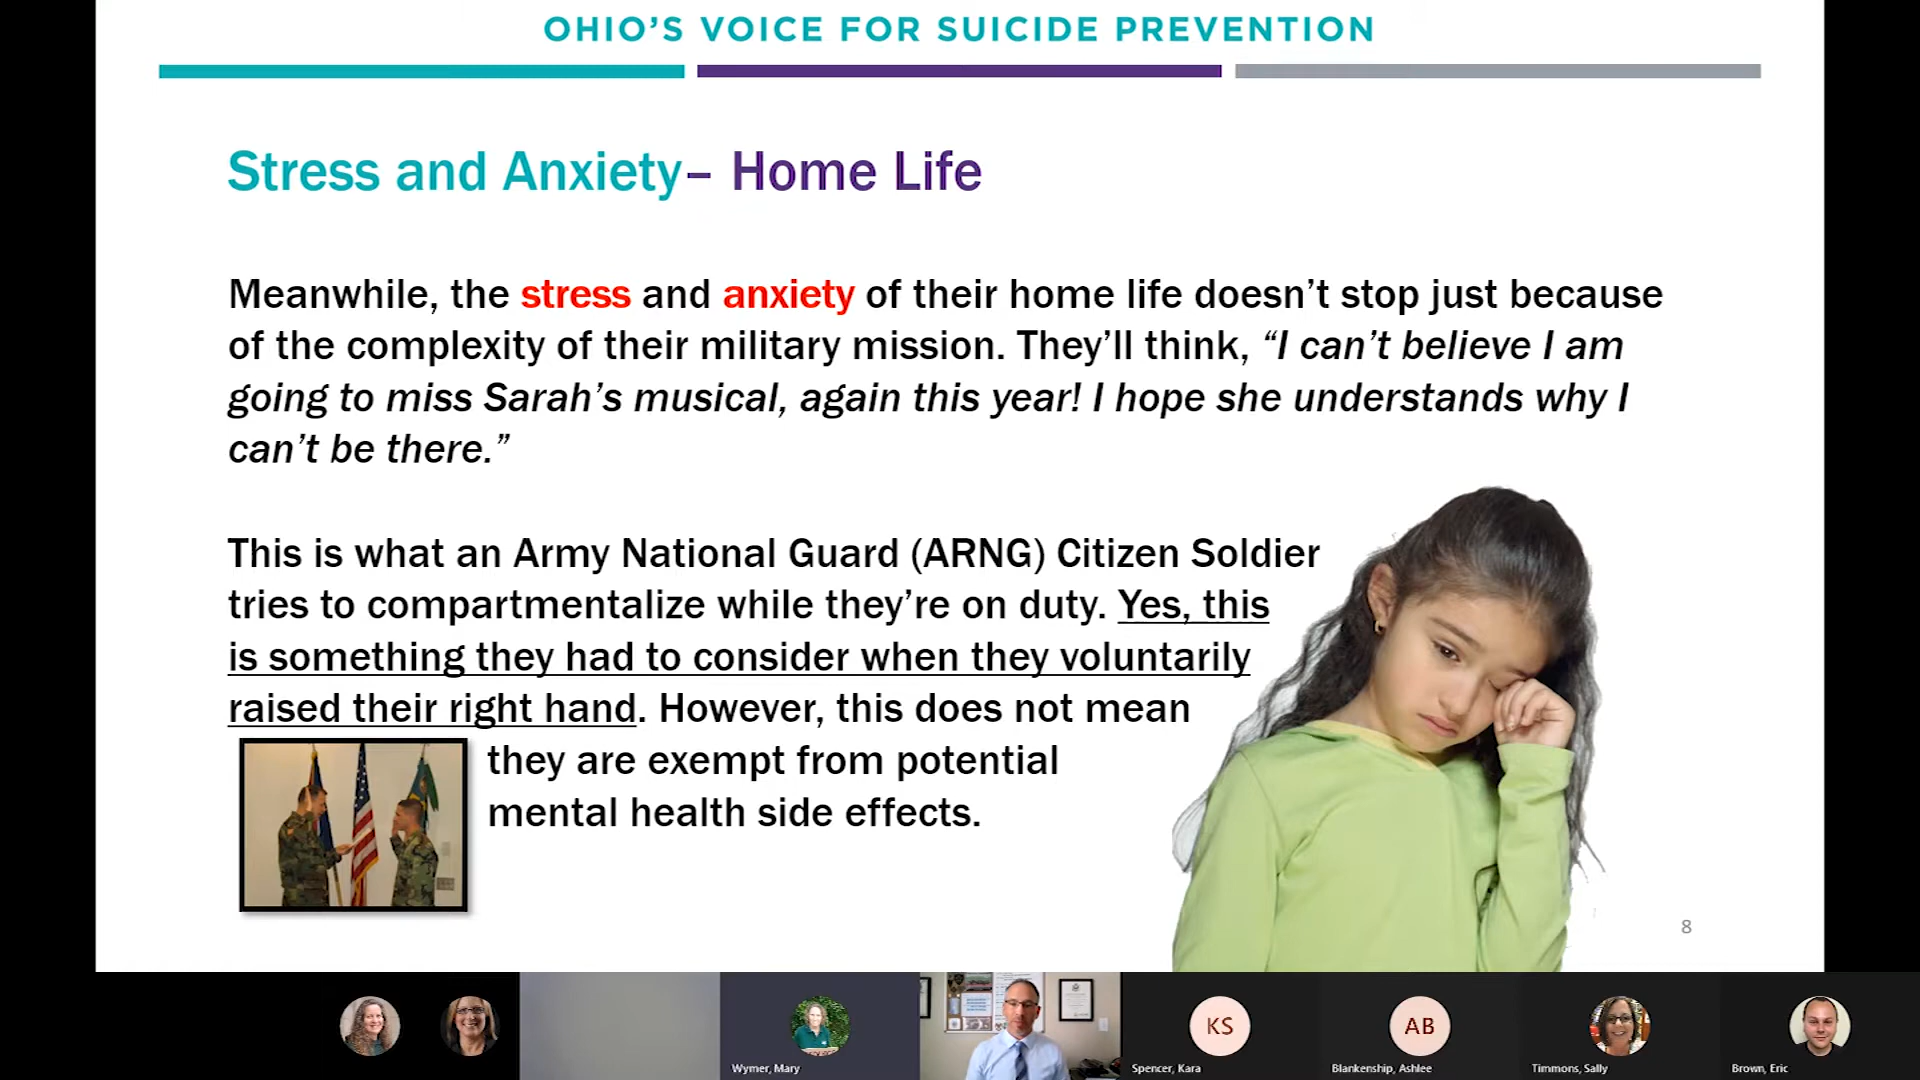 OHIO’S VOICE FOR SUICIDE PREVENTION
Stress and Anxiety– Home Life
Meanwhile, the stress and anxiety of their home life doesn’t stop just because
of the complexity of their military mission. They’ll think, “I can’t believe I am
going to miss Sarah’s musical, again this year! I hope she understands why I
can’t be there.”
This is what an Army National Guard (ARNG) Citizen Soldier
tries to compartmentalize while they’re on duty. Yes, this
is something they had to consider when they voluntarily
raised their right hand. However, this does not mean
they are exempt from potential
mental health side effects.
8
KS
AB
Wymer, Mary
Spencer, Kara
Blankenship, Ashlee
Timmons, Sally
Brown, Eric